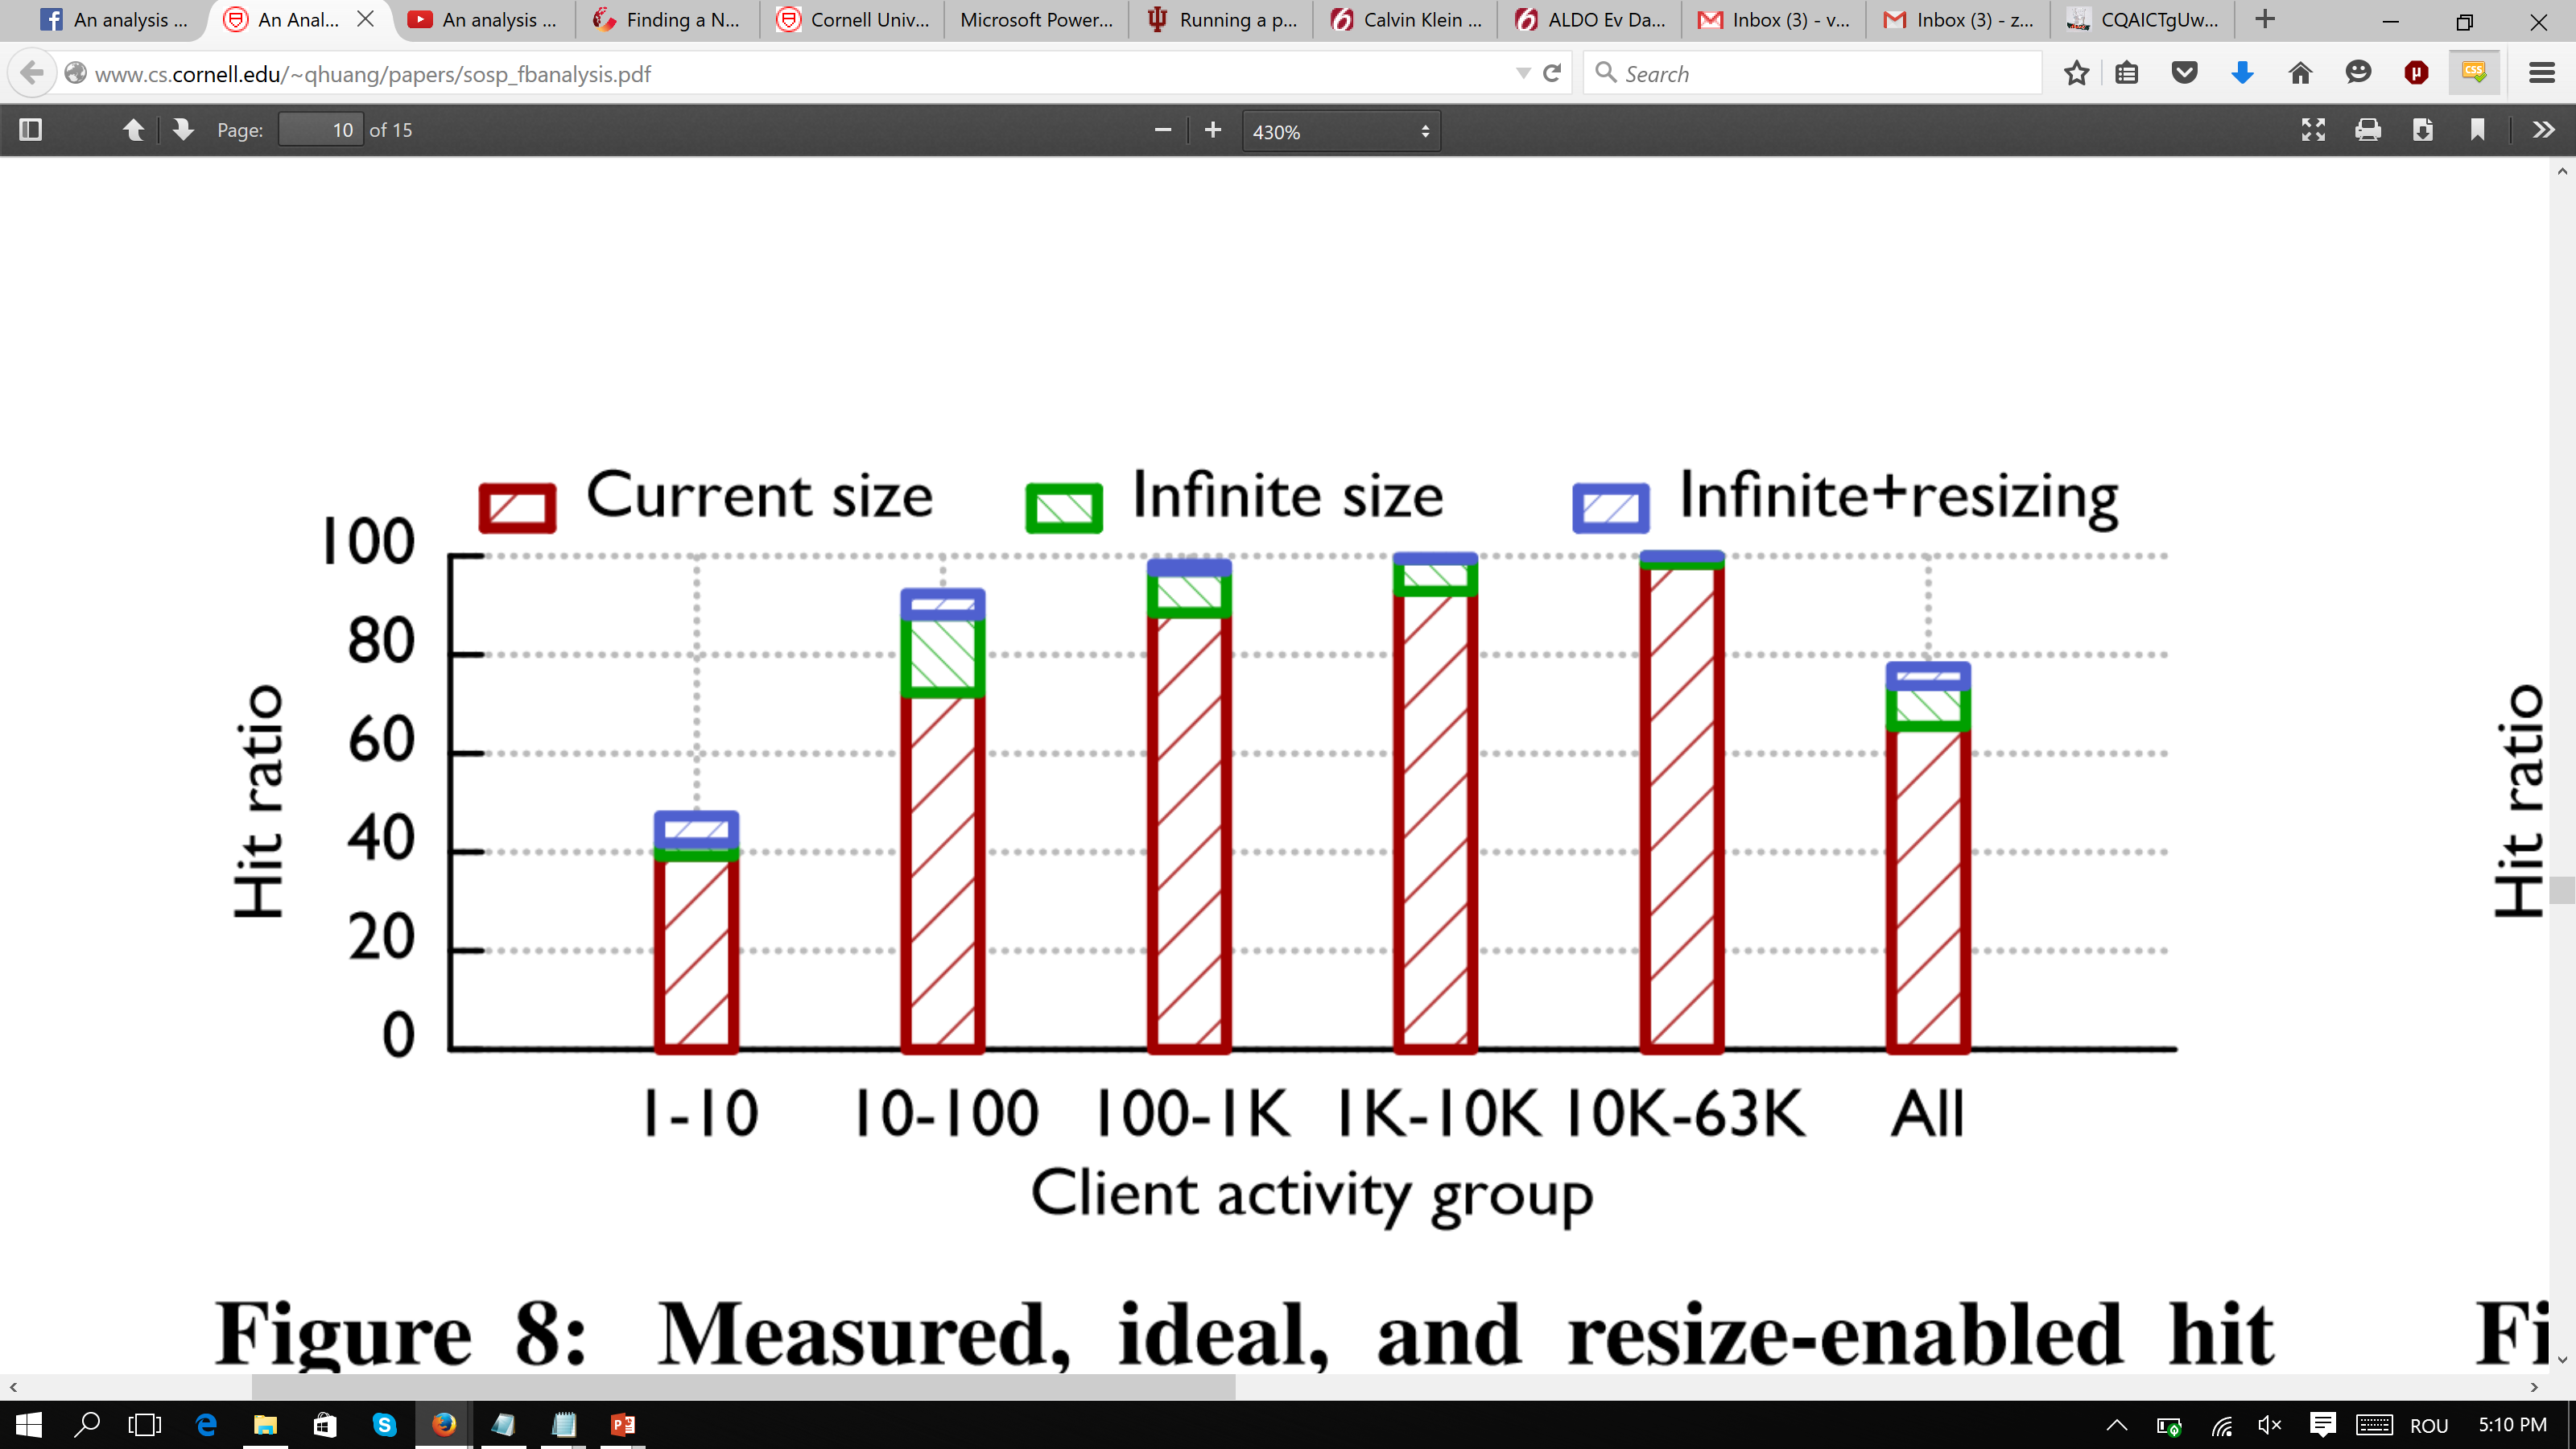 An analysis ...
An Anal...
An analysis ...
Finding a N...
Cornell Univ...
Microsoft Power...
Running a p...
Calvin Klein ...
ALDO Ev Da...
Inbox (3) - v...
Inbox (3) - z...
CQAICTgUw...
www.cs.cornell.edu/~qhuang/papers/sosp_fbanalysis.pdf
Search
CSS
Page: 10 of 15
430%
Current size
Infinite size
Infinite+resizing
100
80
60
40
20
0
Hit ratio
1-10
10-100
100-1K
1K-10K
10K-63K
All
Client activity group
Hit ratio
Figure 8: Measured, ideal, and resize-enabled hit
Fi
ROU
5:10 PM